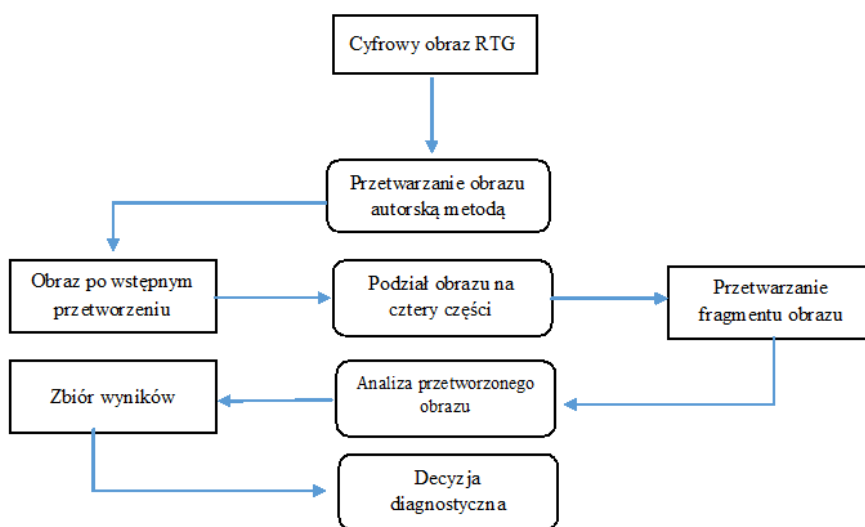 Cyfrowy obraz RTG
Przetwarzanie obrazu
autorską metodą
Obraz po wstępnym
przetworzeniu
Podział obrazu na
cztery części
Przetwarzanie
fragmentu obrazu
Zbiór wyników
Analiza przetworzonego
obrazu
Decyzja
diagnostyczna